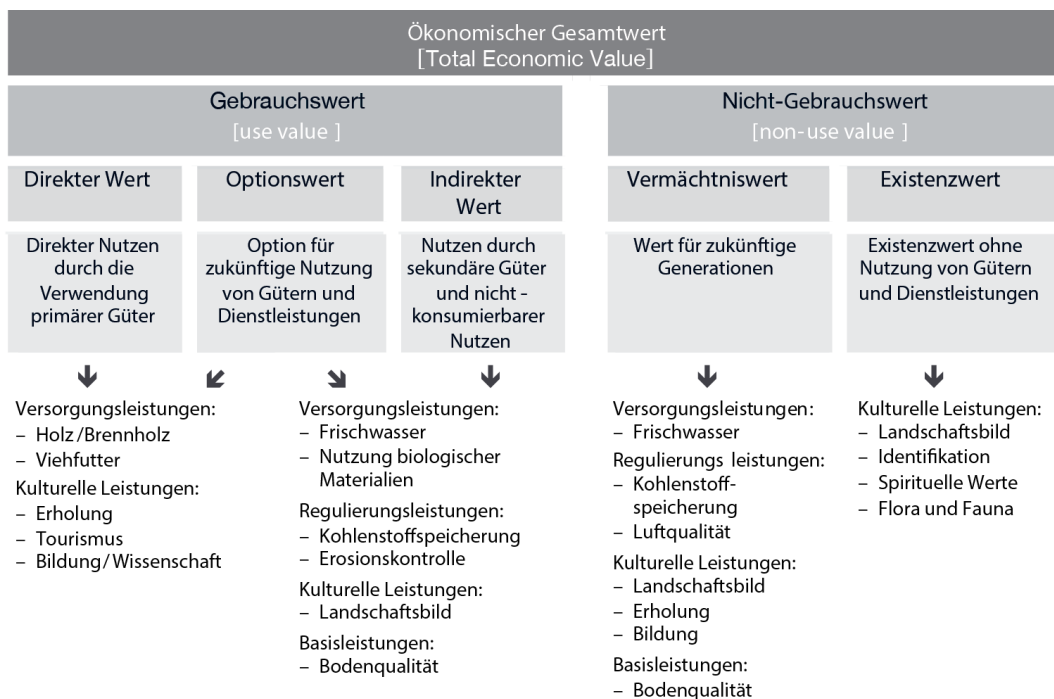 Ökonomischer Gesamtwert
[Total Economic Value]
Gebrauchswert
[use value ]
Nicht-Gebrauchswert
[non-use value ]
Direkter Wert
Optionswert
Indirekter
Wert
Vermächtniswert
Existenzwert
Direkter Nutzen
durch die
Verwendung
primärer Güter
Option für
zukünftige Nutzung
von Gütern und
Dienstleistungen
Nutzen durch
sekundäre Güter
und nicht -
konsumierbarer
Nutzen
Wert für zukünftige
Generationen
Existenzwert ohne
Nutzung von Gütern
und Dienstleistungen
Versorgungsleistungen:
– Holz/Brennholz
– Viehfutter
Kulturelle Leistungen:
– Erholung
– Tourismus
– Bildung/Wissenschaft
Versorgungsleistungen:
– Frischwasser
– Nutzung biologischer
Materialien
Regulierungsleistungen:
– Kohlenstoffspeicherung
– Erosionskontrolle
Kulturelle Leistungen:
– Landschaftsbild
Basisleistungen:
– Bodenqualität
Versorgungsleistungen:
– Frischwasser
Regulierungs leistungen:
– Kohlenstoff-
speicherung
– Luftqualität
Kulturelle Leistungen:
– Landschaftsbild
– Erholung
– Bildung
Basisleistungen:
– Bodenqualität
Kulturelle Leistungen:
– Landschaftsbild
– Identifikation
– Spirituelle Werte
– Flora und Fauna